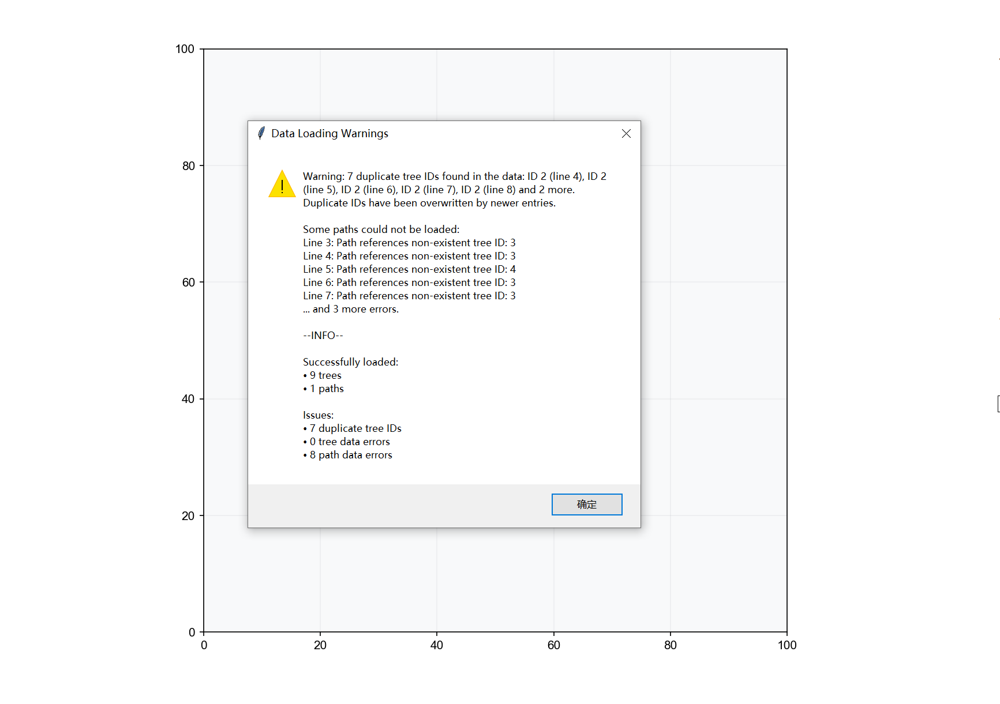 100
Data Loading Warnings
80
Warning: 7 duplicate tree IDs found in the data: ID 2 (line 4), ID 2
(line 5), ID 2 (line 6), ID 2 (line 7), ID 2 (line 8) and 2 more.
Duplicate IDs have been overwritten by newer entries.
Some paths could not be loaded:
Line 3: Path references non-existent tree ID: 3
Line 4: Path references non-existent tree ID: 3
Line 5: Path references non-existent tree ID: 4
60
Line 6: Path references non-existent tree ID: 3
Line 7: Path references non-existent tree ID: 3
... and 3 more errors.
--INFO--
Successfully loaded:
• 9 trees
• 1 paths
40
Issues:
• 7 duplicate tree IDs
• 0 tree data errors
• 8 path data errors
确定
20
0
0 20 40 60 80 100